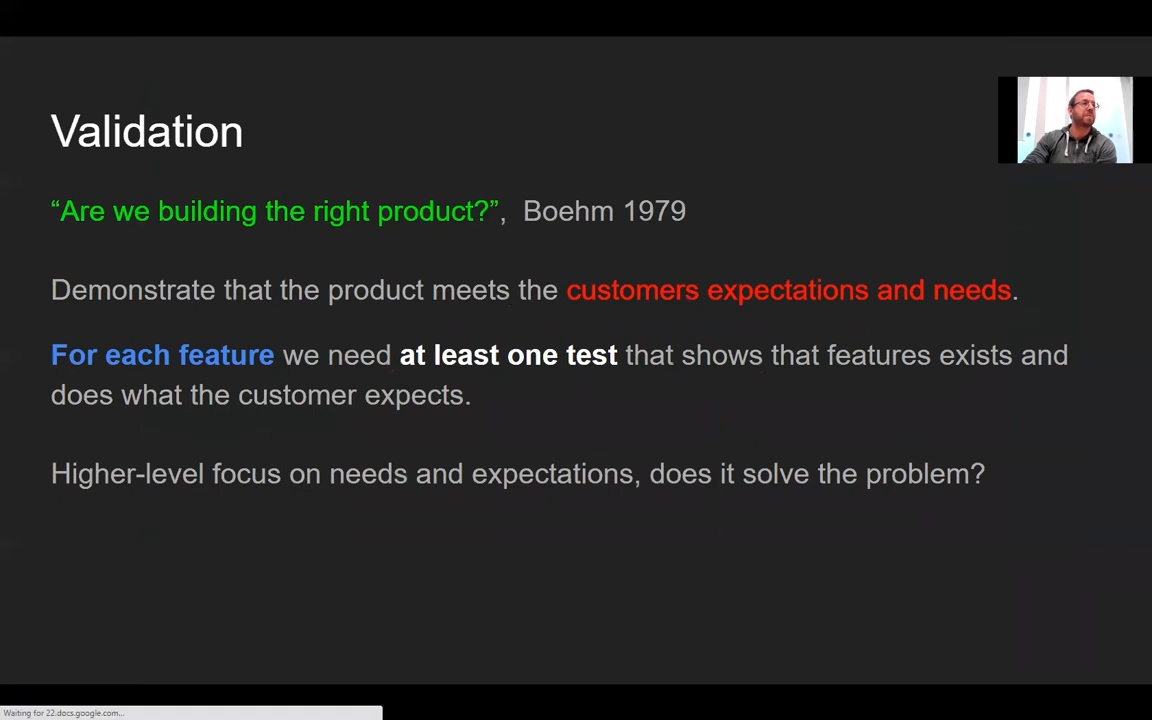 Validation
“Are we building the right product?”, Boehm 1979
Demonstrate that the product meets the customers expectations and needs.
For each feature we need at least one test that shows that features exists and
does what the customer expects.
Higher-level focus on needs and expectations, does it solve the problem?
Waiting for 22.docs.google.com...